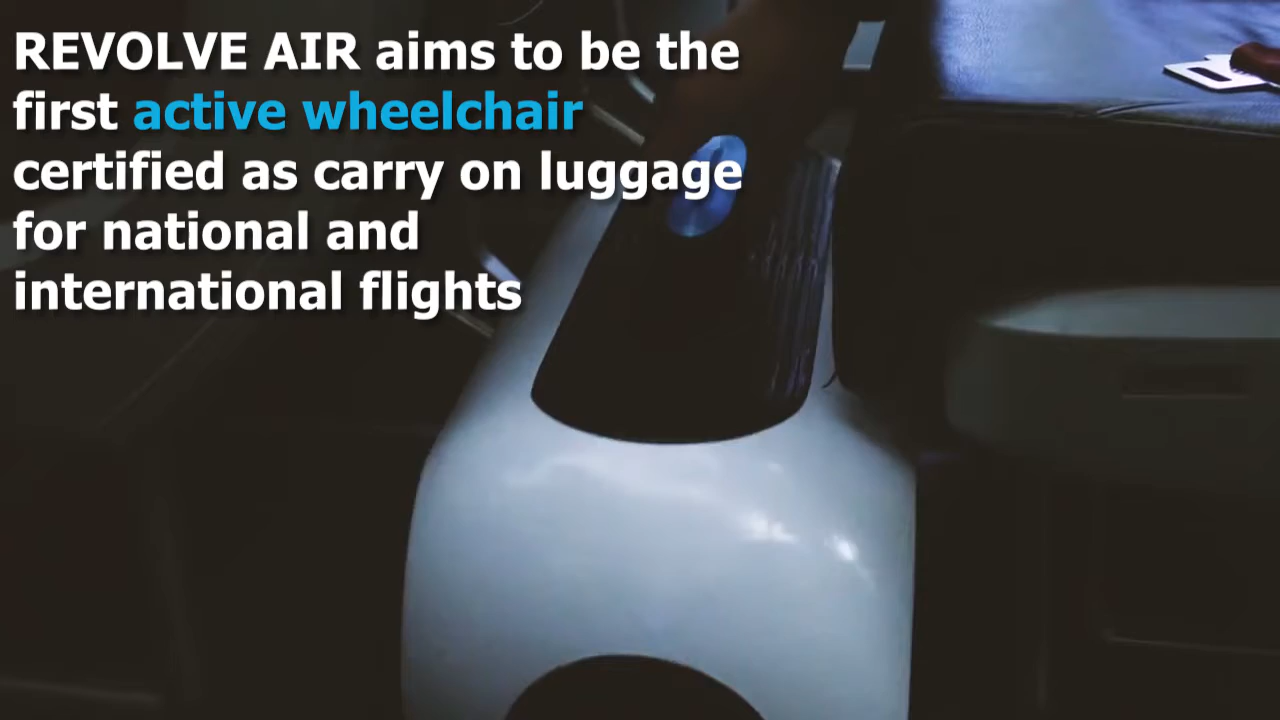 REVOLVE AIR aims to be the
first active wheelchair
certified as carry on luggage
for national and
international flights